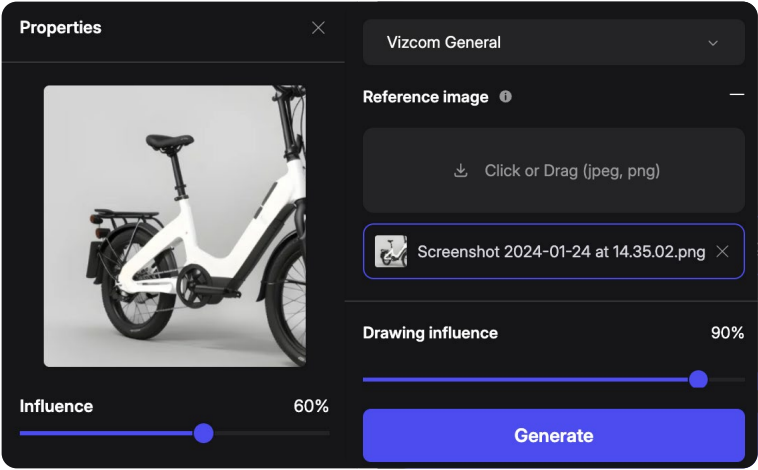 Properties
Influence 60%
Vizcom General
Reference image
Click or Drag (jpeg, png)
Screenshot 2024-01-24 at 14.35.02.png
Drawing influence 90%
Generate